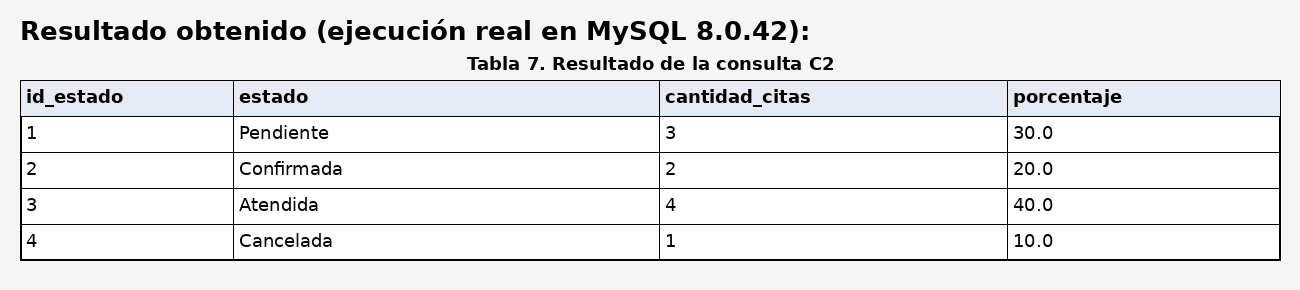 Resultado obtenido (ejecución real en MySQL 8.0.42):
Tabla 7. Resultado de la consulta C2
id_estado estado cantidad_citas porcentaje
1 Pendiente 3 30.0
2 Confirmada 2 20.0
3 Atendida 4 40.0
4 Cancelada 1 10.0